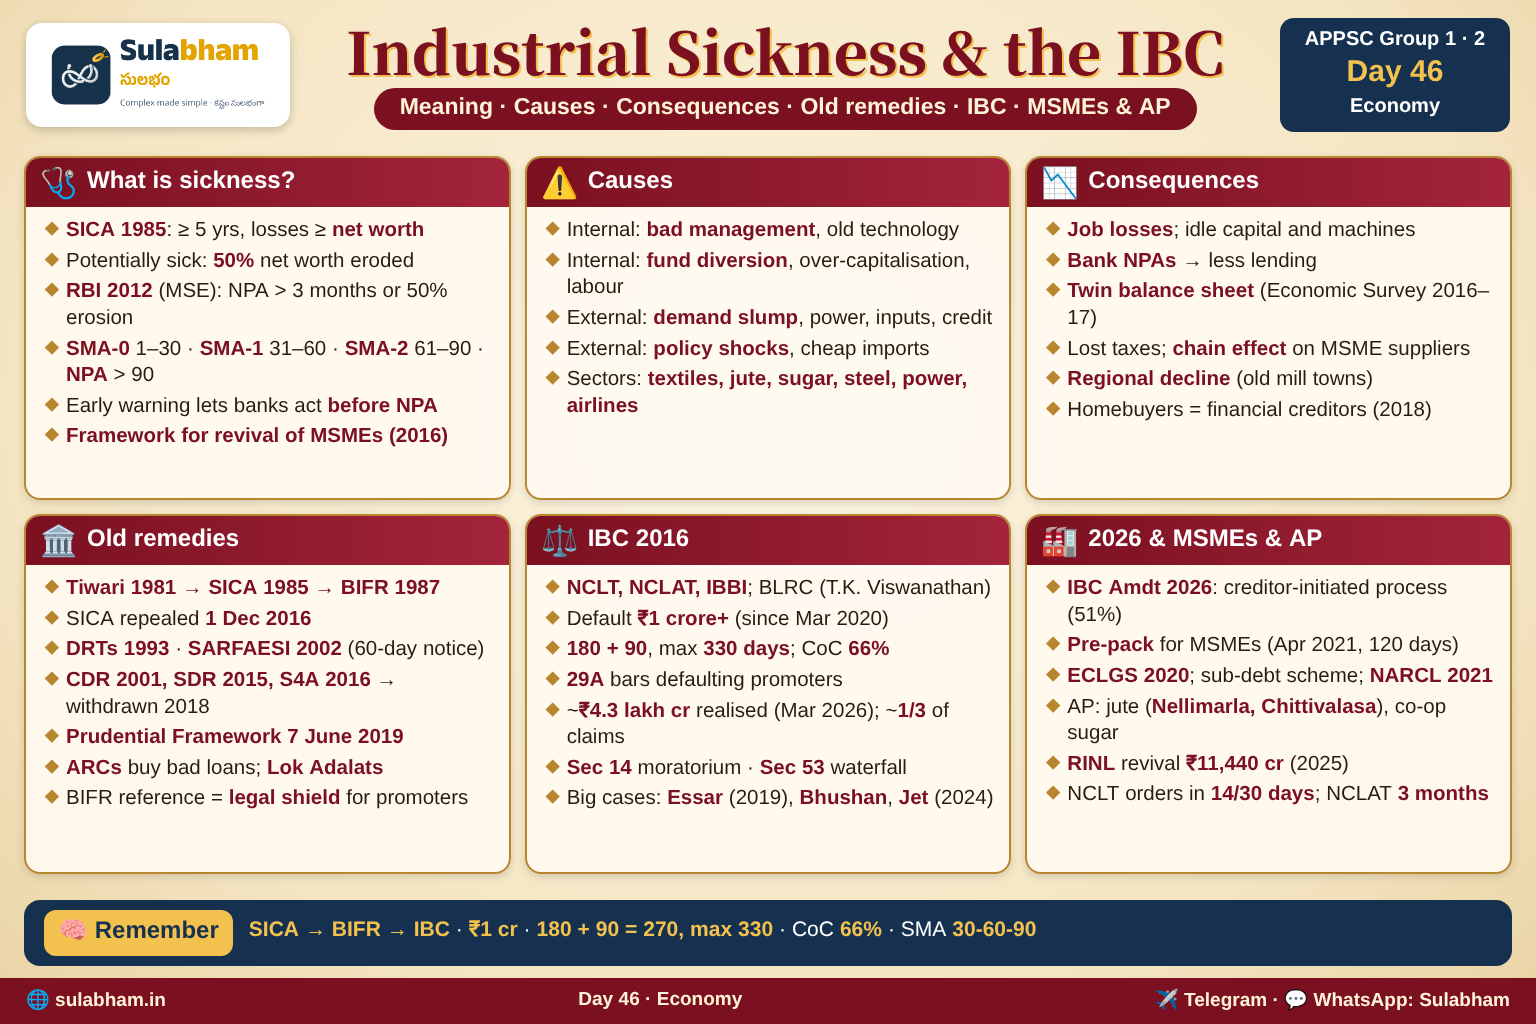 Sulabham
సులభం
Complex made simple · కష్టం సులభంగా
Industrial Sickness & the IBC
Meaning · Causes · Consequences · Old remedies · IBC · MSMEs & AP
APPSC Group 1 · 2
Day 46
Economy
What is sickness?
SICA 1985: ≥ 5 yrs, losses ≥ net worth
Potentially sick: 50% net worth eroded
RBI 2012 (MSE): NPA > 3 months or 50%
erosion
SMA-0 1–30 · SMA-1 31–60 · SMA-2 61–90 ·
NPA > 90
Early warning lets banks act before NPA
Framework for revival of MSMEs (2016)
Causes
Internal: bad management, old technology
Internal: fund diversion, over-capitalisation,
labour
External: demand slump, power, inputs, credit
External: policy shocks, cheap imports
Sectors: textiles, jute, sugar, steel, power,
airlines
Consequences
Job losses; idle capital and machines
Bank NPAs → less lending
Twin balance sheet (Economic Survey 2016–
17)
Lost taxes; chain effect on MSME suppliers
Regional decline (old mill towns)
Homebuyers = financial creditors (2018)
Old remedies
Tiwari 1981 → SICA 1985 → BIFR 1987
SICA repealed 1 Dec 2016
DRTs 1993 · SARFAESI 2002 (60-day notice)
CDR 2001, SDR 2015, S4A 2016 →
withdrawn 2018
Prudential Framework 7 June 2019
ARCs buy bad loans; Lok Adalats
BIFR reference = legal shield for promoters
IBC 2016
NCLT, NCLAT, IBBI; BLRC (T.K. Viswanathan)
Default ₹1 crore+ (since Mar 2020)
180 + 90, max 330 days; CoC 66%
29A bars defaulting promoters
~₹4.3 lakh cr realised (Mar 2026); ~1/3 of
claims
Sec 14 moratorium · Sec 53 waterfall
Big cases: Essar (2019), Bhushan, Jet (2024)
2026 & MSMEs & AP
IBC Amdt 2026: creditor-initiated process
(51%)
Pre-pack for MSMEs (Apr 2021, 120 days)
ECLGS 2020; sub-debt scheme; NARCL 2021
AP: jute (Nellimarla, Chittivalasa), co-op
sugar
RINL revival ₹11,440 cr (2025)
NCLT orders in 14/30 days; NCLAT 3 months
Remember
SICA → BIFR → IBC · ₹1 cr · 180 + 90 = 270, max 330 · CoC 66% · SMA 30-60-90
sulabham.in
Day 46 · Economy
Telegram · WhatsApp: Sulabham